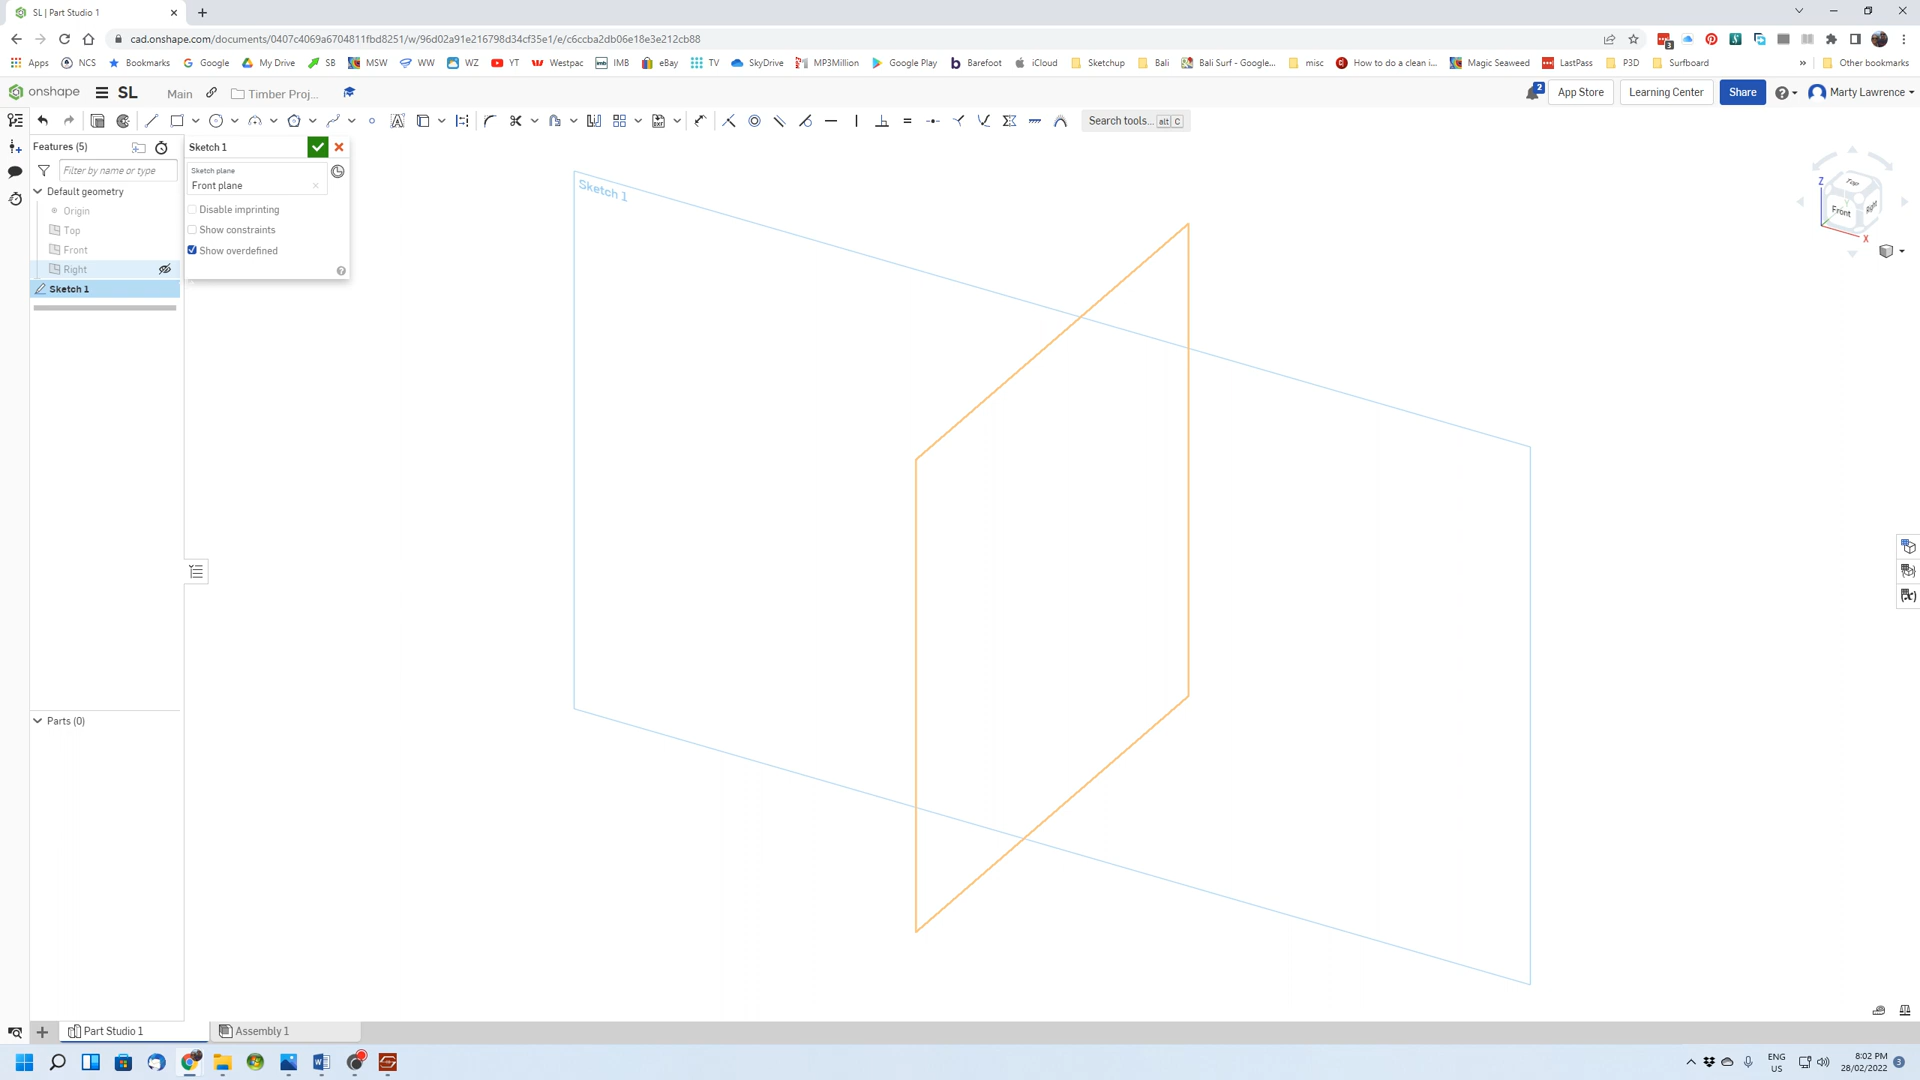 SL | Part Studio 1
cad.onshape.com/documents/0407c4069a6704811fbd8251/w/96d02a91e216798d34cf35e1/e/c6ccba2db06e18e3e212cb88
3
Apps NCS Bookmarks Google My Drive SB MSW WW WZ YT Westpac IMB eBay TV SkyDrive MP3Million Google Play Barefoot iCloud Sketchup Bali Bali Surf - Google... misc How to do a clean i... Magic Seaweed LastPass P3D Surfboard » Other bookmarks
onshape SL Main Timber Proj... 2 App Store Learning Center Share Marty Lawrence
Search tools... alt C
Features (5)
Filter by name or type
Default geometry
Origin
Top
Front
Right
Sketch 1
Sketch 1
Sketch plane
Front plane
Disable imprinting
Show constraints
Show overdefined
Sketch 1
Z Top Front Right Y X
Parts (0)
Part Studio 1 Assembly 1
ENG
US
8:02 PM
28/02/2022
3